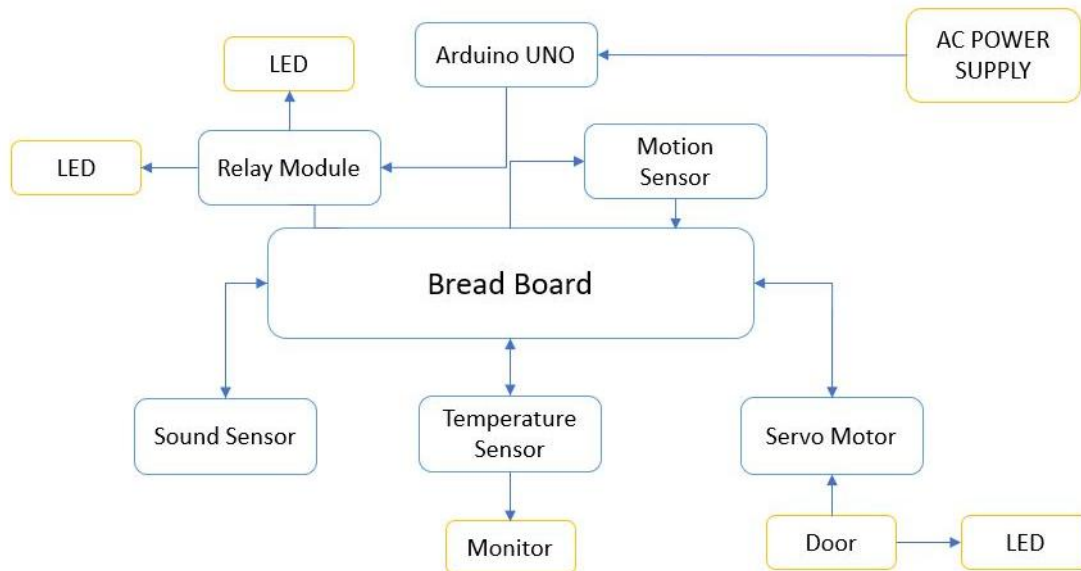 LED
Arduino UNO
AC POWER
SUPPLY
LED
Relay Module
Motion
Sensor
Bread Board
Sound Sensor
Temperature
Sensor
Servo Motor
Monitor
Door
LED